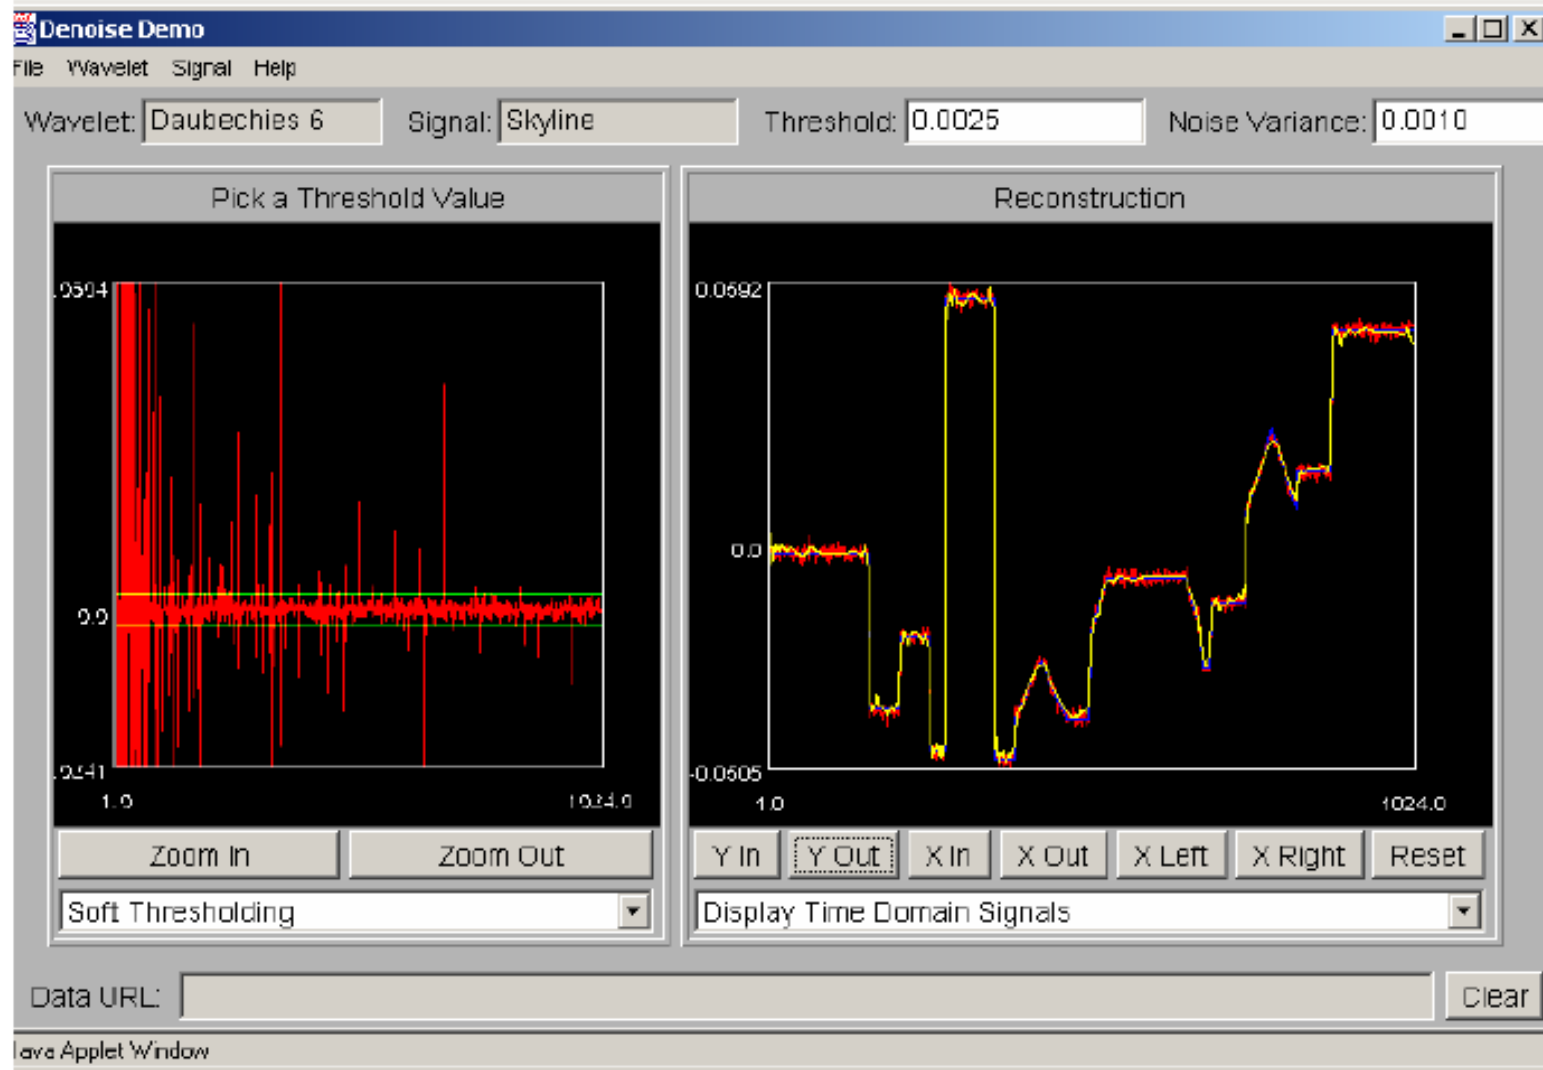 Denoise Demo
File Wavelet Signal Help
Wavelet: Daubechies 6 Signal: Skyline Threshold: 0.0025 Noise Variance: 0.0010
Pick a Threshold Value
Reconstruction
0.0
1.0 1024.0
0.0592
0.0
-0.0505
1.0 1024.0
Zoom In Zoom Out
Y In Y Out X In X Out X Left X Right Reset
Soft Thresholding
Display Time Domain Signals
Data URL: Clear
Java Applet Window